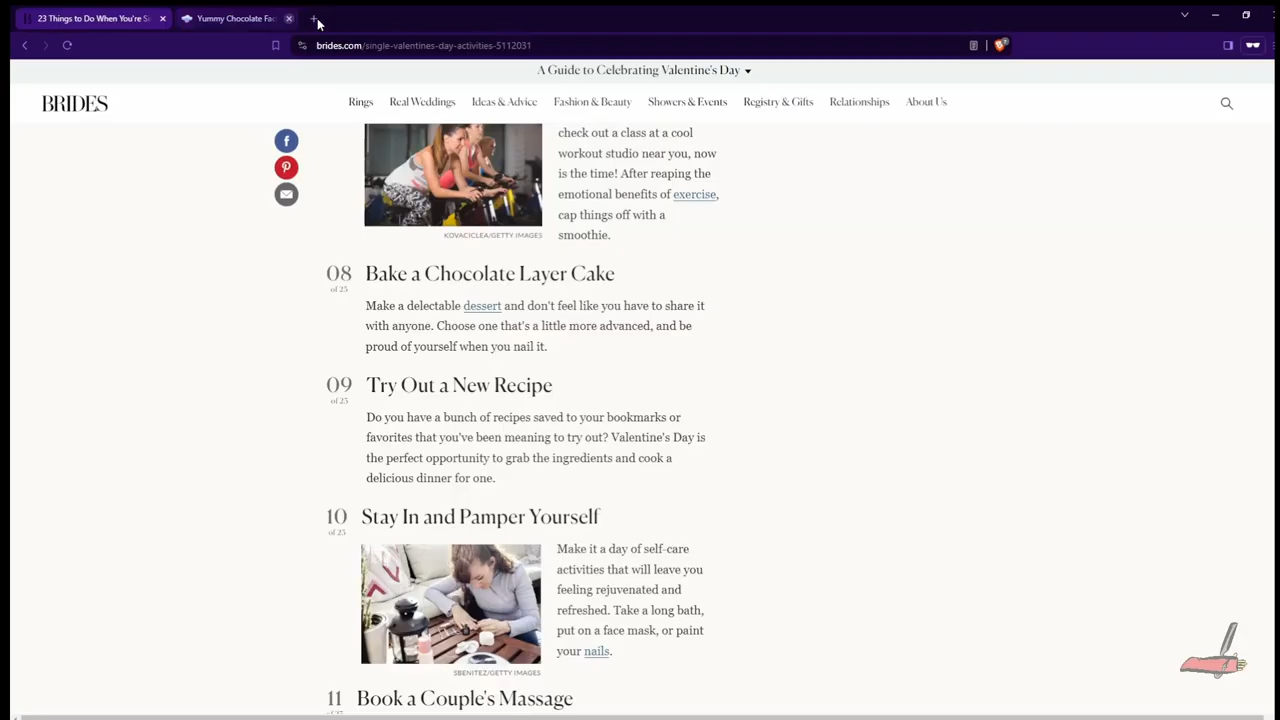 23 Things to Do When You're Si
Yummy Chocolate Fac
brides.com/single-valentines-day-activities-5112031
A Guide to Celebrating Valentine's Day
BRIDES
Rings Real Weddings Ideas & Advice Fashion & Beauty Showers & Events Registry & Gifts Relationships About Us
check out a class at a cool
workout studio near you, now
is the time! After reaping the
emotional benefits of exercise,
cap things off with a
smoothie.
KOVACICLEA/GETTY IMAGES
08 Bake a Chocolate Layer Cake
of 23
Make a delectable dessert and don't feel like you have to share it
with anyone. Choose one that's a little more advanced, and be
proud of yourself when you nail it.
09 Try Out a New Recipe
of 23
Do you have a bunch of recipes saved to your bookmarks or
favorites that you've been meaning to try out? Valentine's Day is
the perfect opportunity to grab the ingredients and cook a
delicious dinner for one.
10 Stay In and Pamper Yourself
of 23
Make it a day of self-care
activities that will leave you
feeling rejuvenated and
refreshed. Take a long bath,
put on a face mask, or paint
your nails.
SBENITEZ/GETTY IMAGES
11 Book a Couple's Massage